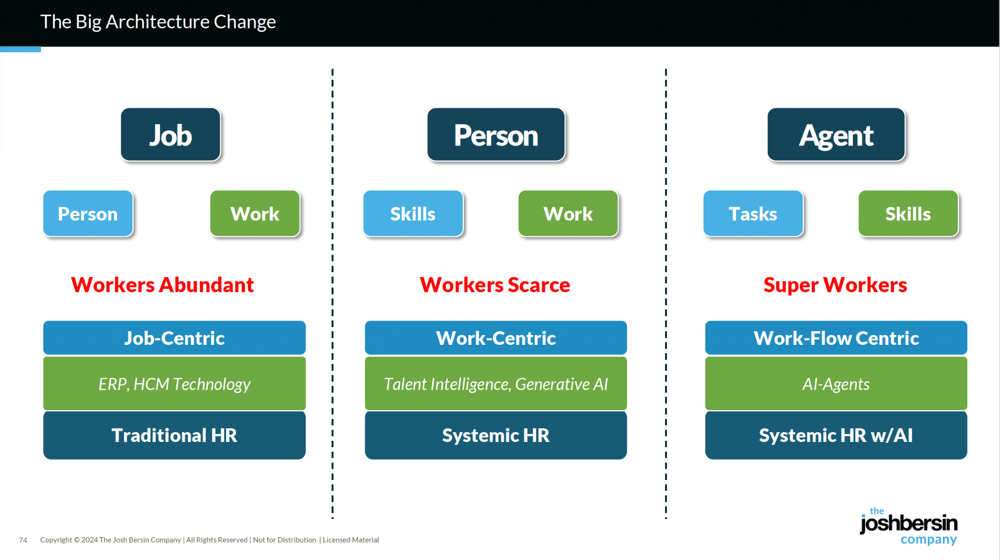 The Big Architecture Change
Job
Person
Work
Workers Abundant
Job-Centric
ERP, HCM Technology
Traditional HR
Person
Skills
Work
Workers Scarce
Work-Centric
Talent Intelligence, Generative AI
Systemic HR
Agent
Tasks
Skills
Super Workers
Work-Flow Centric
AI-Agents
Systemic HR w/AI
74
Copyright © 2024 The Josh Bersin Company | All Rights Reserved | Not for Distribution | Licensed Material
the
joshbersin
company